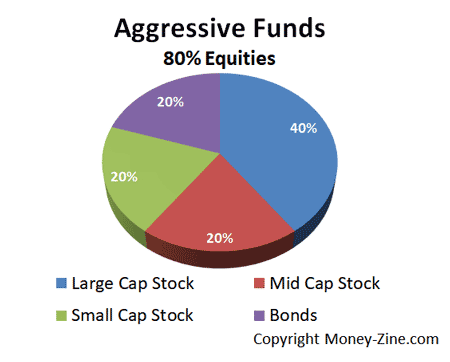 Aggressive Funds
80% Equities
20%
40%
20%
20%
Large Cap Stock
Mid Cap Stock
Small Cap Stock
Bonds
Copyright Money-Zine.com